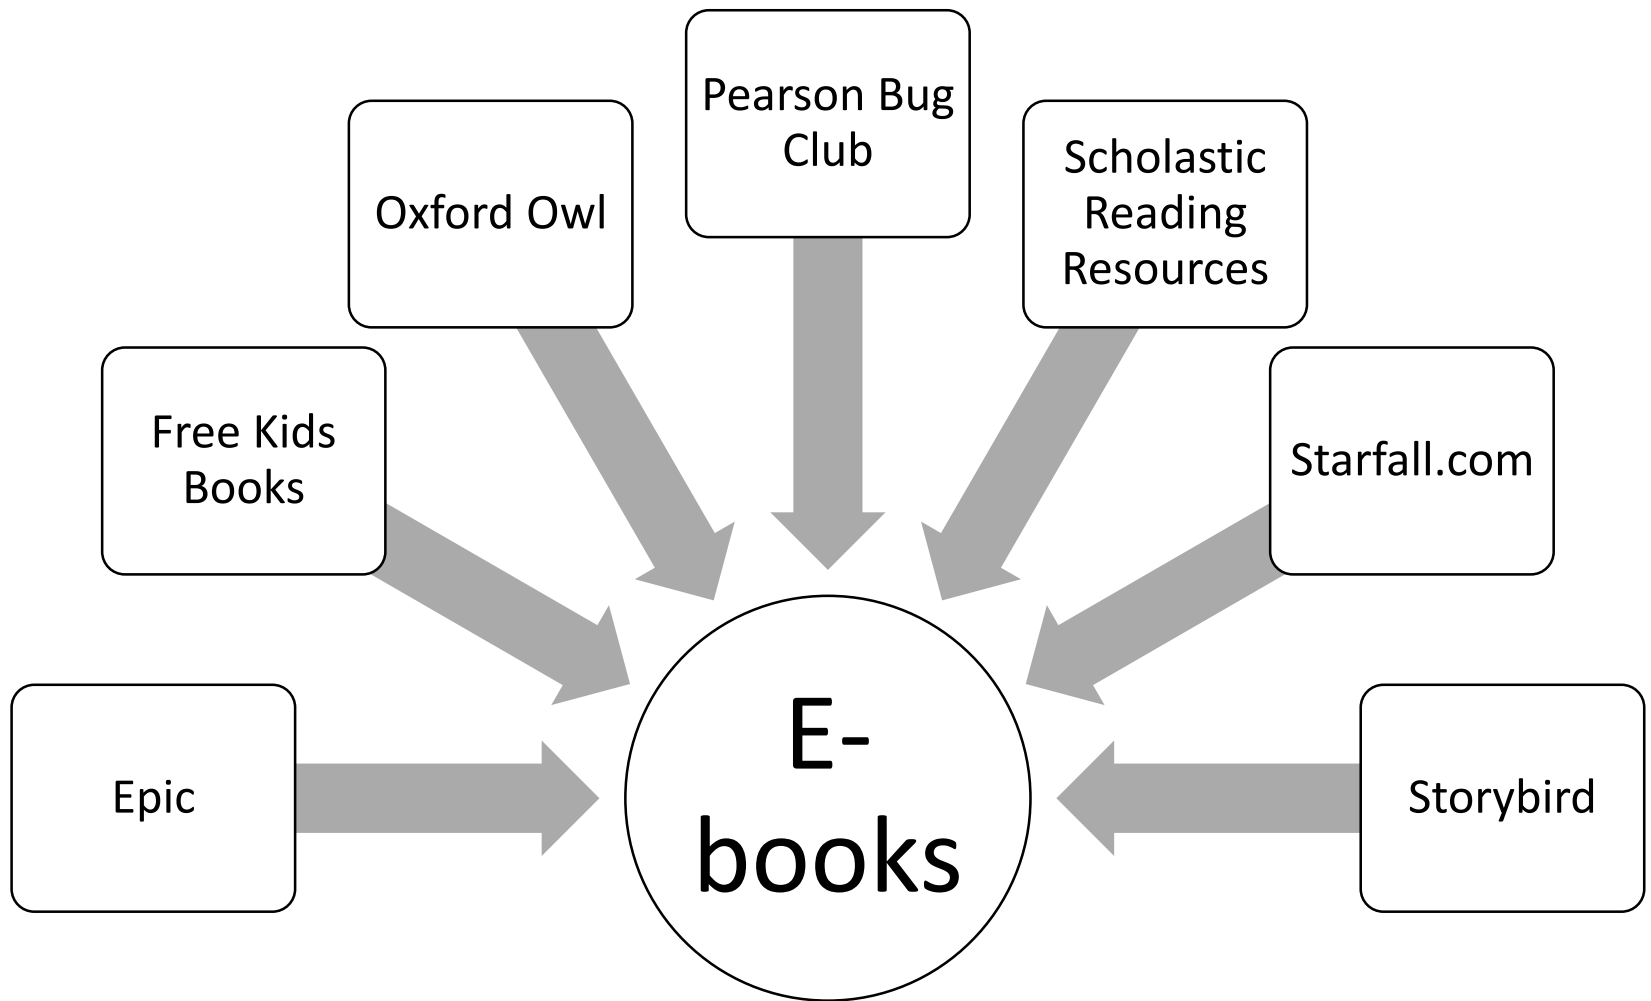 Epic
Free Kids
Books
Oxford Owl
Pearson Bug
Club
Scholastic
Reading
Resources
Starfall.com
Storybird
E-
books